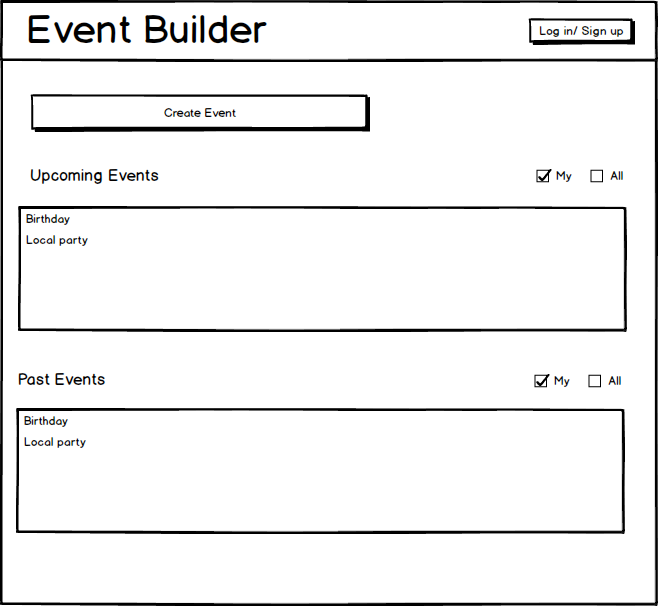 Event Builder
Log in/ Sign up
Create Event
Upcoming Events
My
All
Birthday
Local party
Past Events
My
All
Birthday
Local party